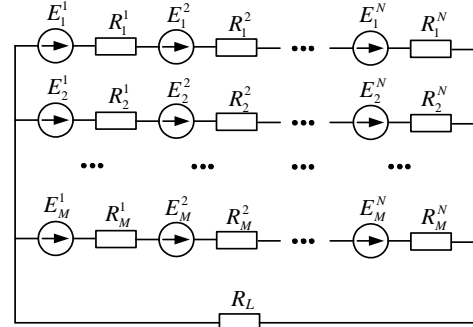 E_1^1 R_1^1 E_1^2 R_1^2 ••• E_1^N R_1^N
E_2^1 R_2^1 E_2^2 R_2^2 ••• E_2^N R_2^N
••• ••• ••• •••
E_M^1 R_M^1 E_M^2 R_M^2 ••• E_M^N R_M^N
R_L